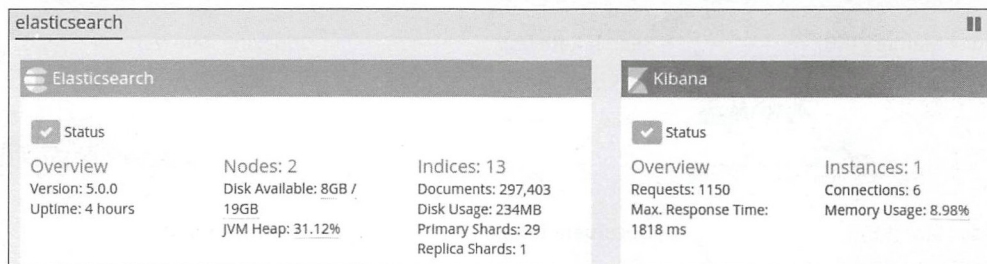 elasticsearch
Elasticsearch
Status
Overview
Version: 5.0.0
Uptime: 4 hours
Nodes: 2
Disk Available: 8GB /
19GB
JVM Heap: 31.12%
Indices: 13
Documents: 297,403
Disk Usage: 234MB
Primary Shards: 29
Replica Shards: 1
Kibana
Status
Overview
Requests: 1150
Max. Response Time:
1818 ms
Instances: 1
Connections: 6
Memory Usage: 8.98%